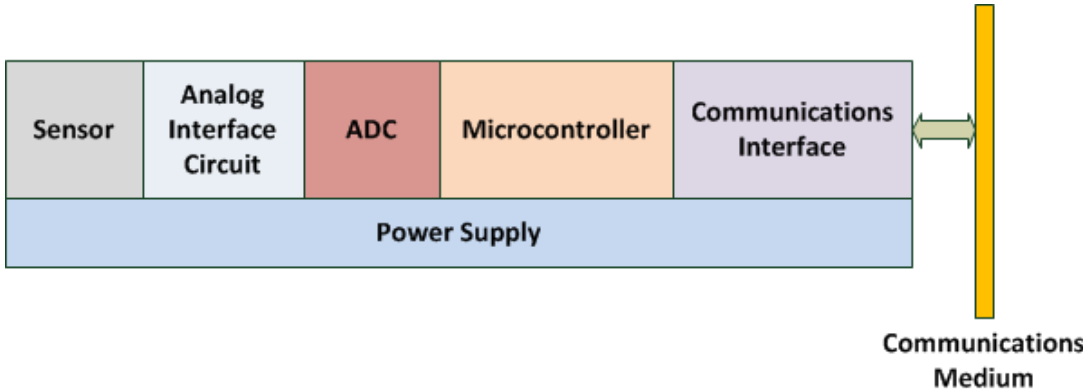 Sensor
Analog
Interface
Circuit
ADC
Microcontroller
Communications
Interface
Power Supply
Communications
Medium